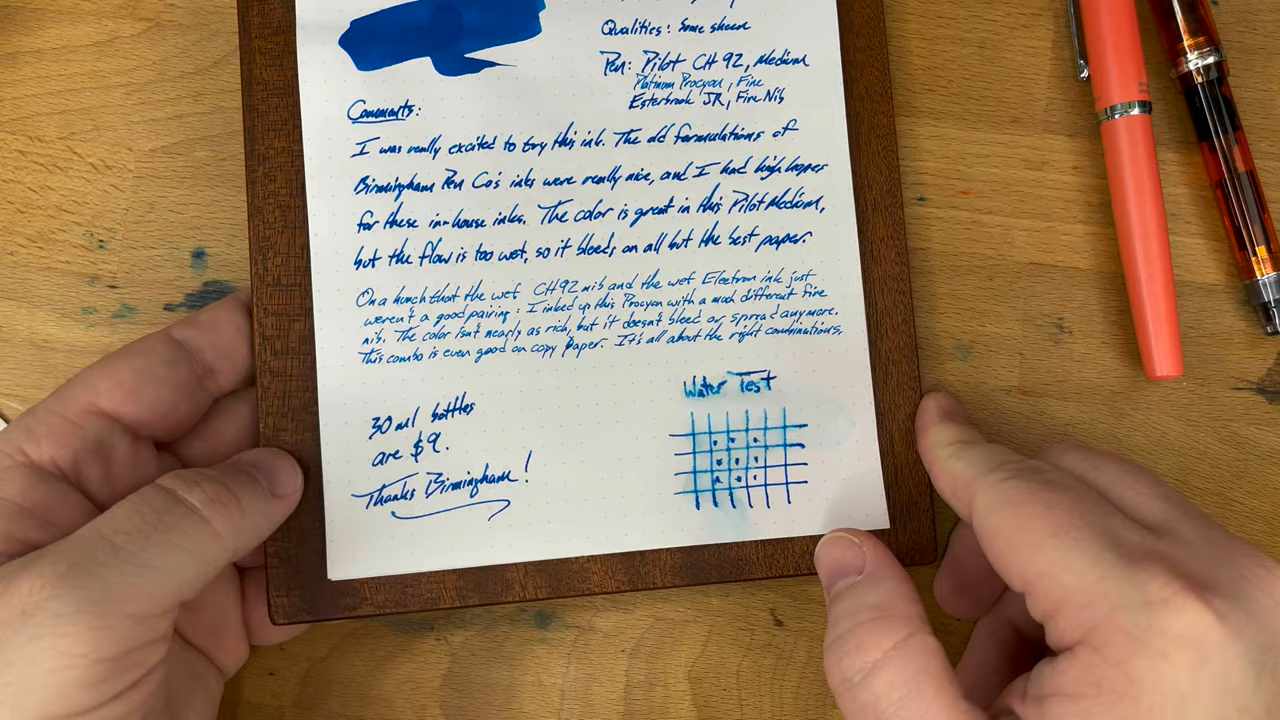 Qualities: Some sheen
Pen: Pilot CH 92, Medium
Platinum Procyon, Fine
Esterbrook JR, Fine Nib
Comments:
I was really excited to try this ink. The old formulations of
Birmingham Pen Co's inks were really nice, and I had high hopes
for these in-house inks. The color is great in this Pilot Medium,
but the flow is too wet, so it bleeds on all but the best paper.
On a hunch that the wet CH92 nib and the wet Electron ink just
weren't a good pairing, I inked up this Procyon with a much different fine
nib. The color isn't nearly as rich, but it doesn't bleed or spread anymore.
This combo is even good on copy paper. It's all about the right combinations.
30 ml bottles
are $9.
Thanks Birmingham!
Water Test